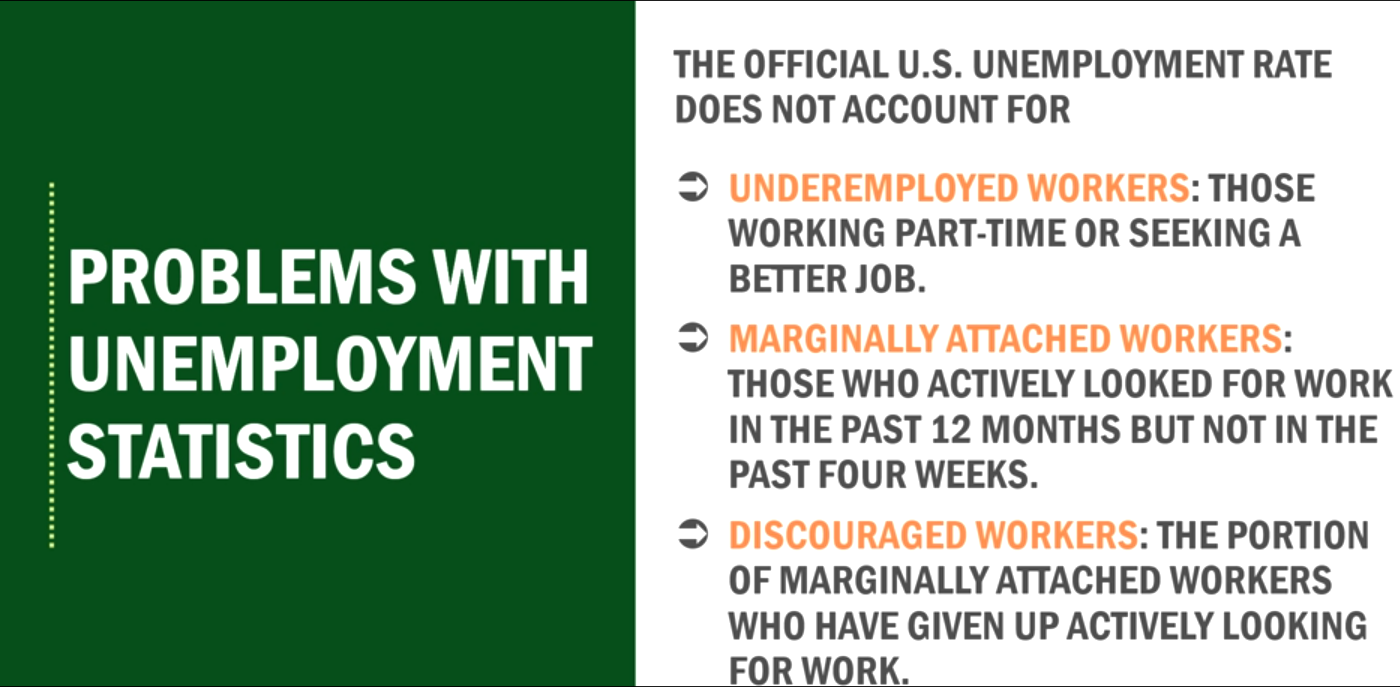 PROBLEMS WITH
UNEMPLOYMENT
STATISTICS
THE OFFICIAL U.S. UNEMPLOYMENT RATE
DOES NOT ACCOUNT FOR
➲ UNDEREMPLOYED WORKERS: THOSE
WORKING PART-TIME OR SEEKING A
BETTER JOB.
➲ MARGINALLY ATTACHED WORKERS:
THOSE WHO ACTIVELY LOOKED FOR WORK
IN THE PAST 12 MONTHS BUT NOT IN THE
PAST FOUR WEEKS.
➲ DISCOURAGED WORKERS: THE PORTION
OF MARGINALLY ATTACHED WORKERS
WHO HAVE GIVEN UP ACTIVELY LOOKING
FOR WORK.